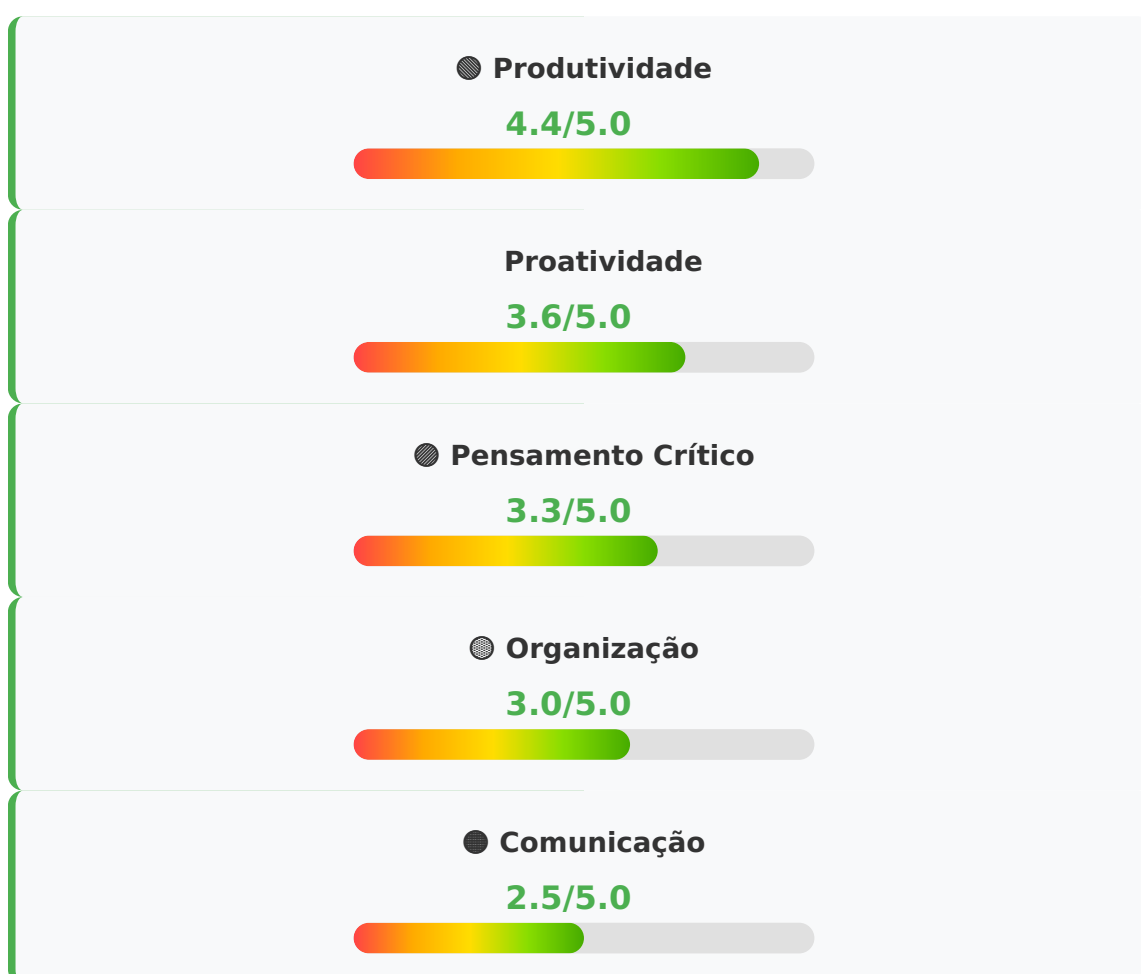 Produtividade
4.4/5.0
Proatividade
3.6/5.0
Pensamento Crítico
3.3/5.0
Organização
3.0/5.0
Comunicação
2.5/5.0